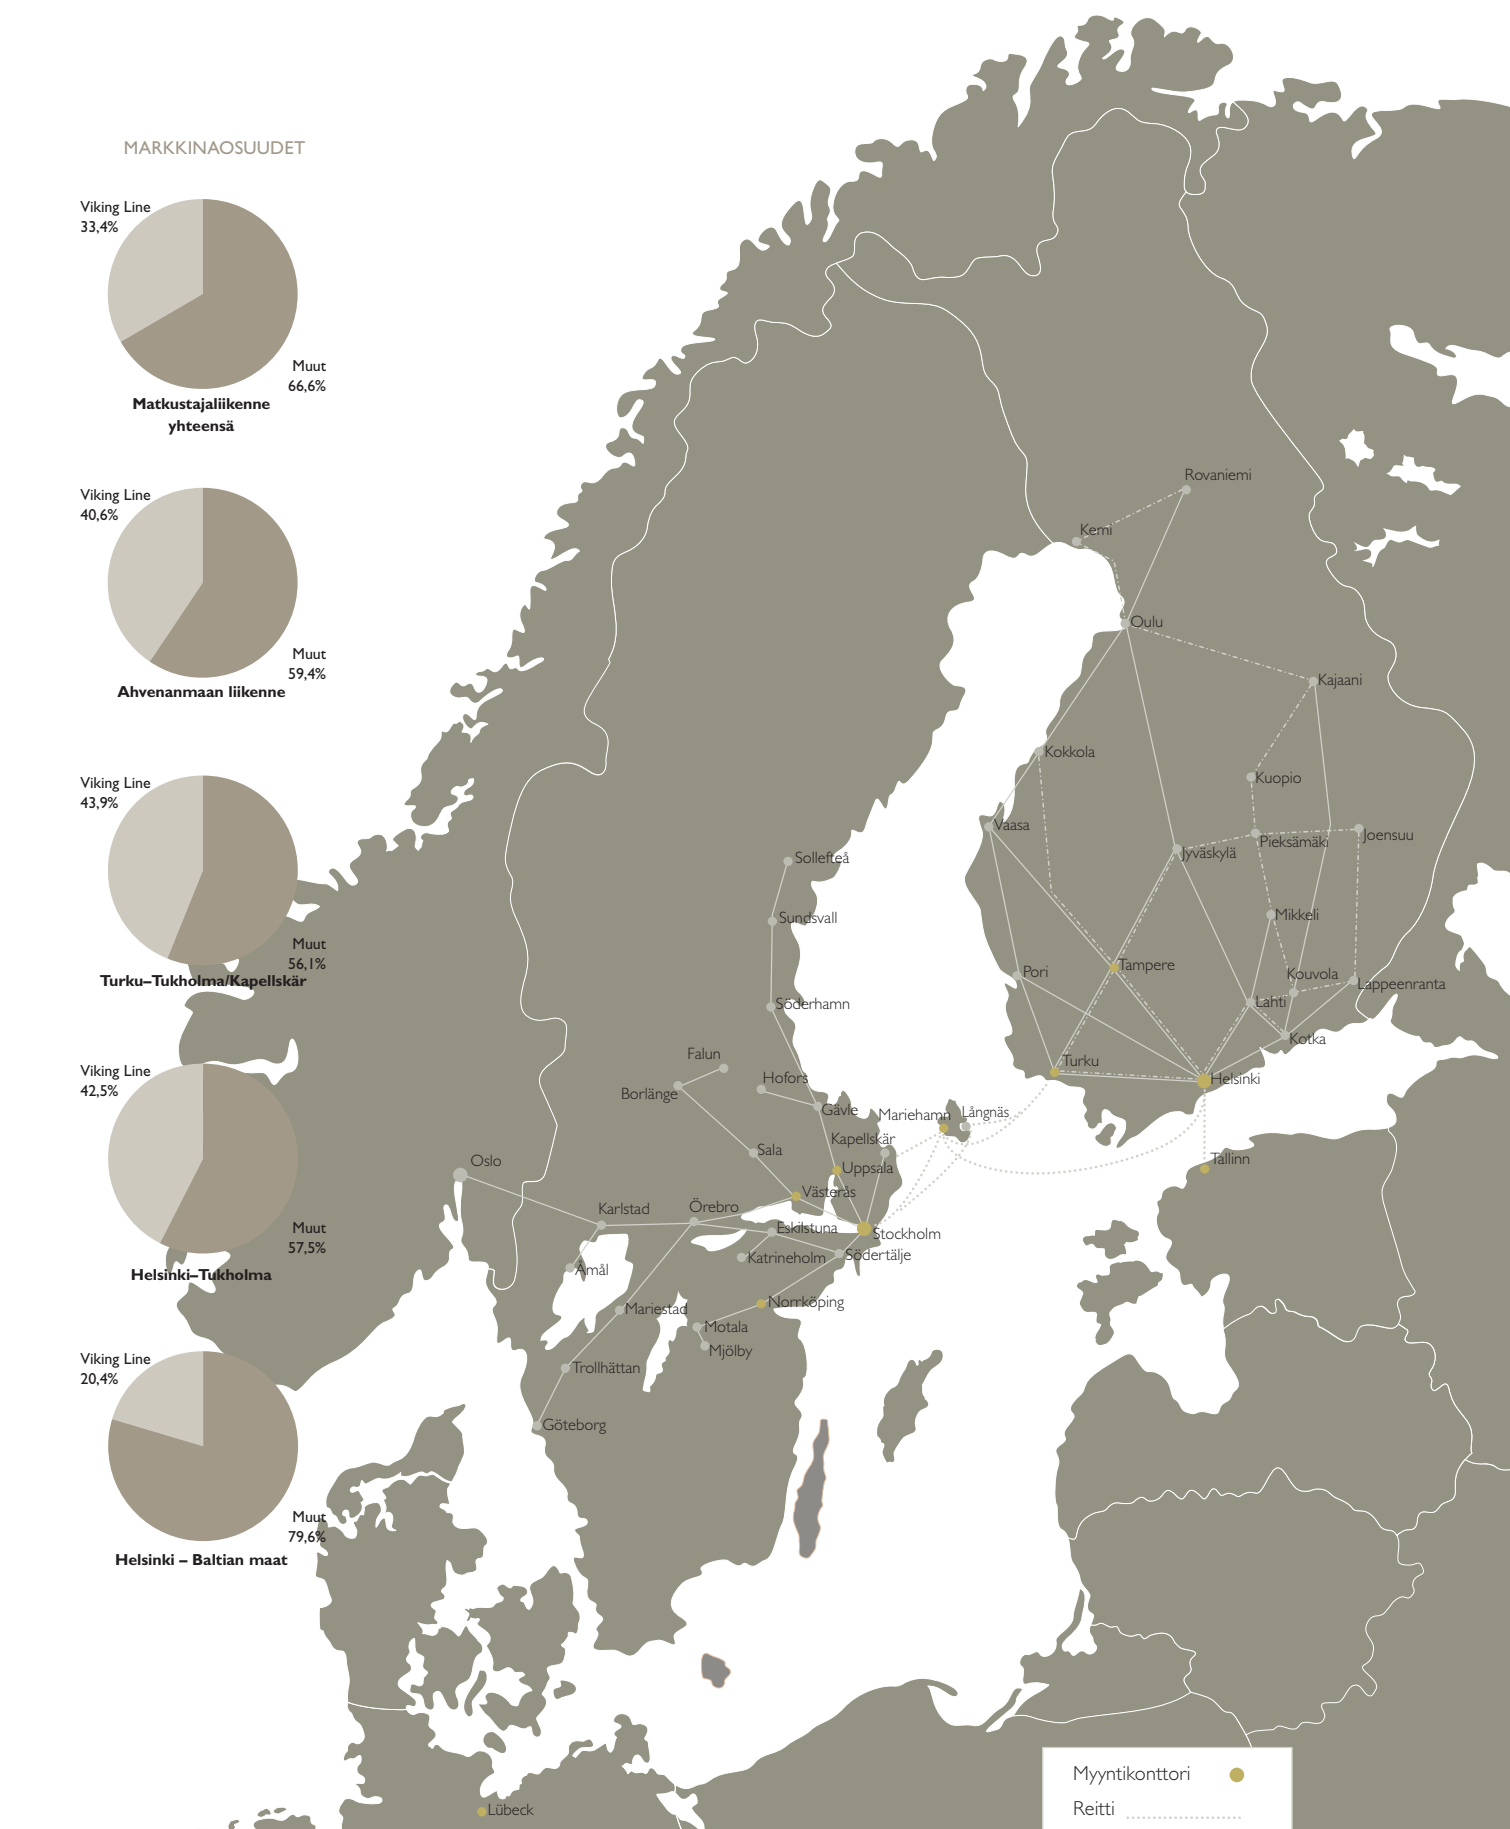 MARKKINAOSUUDET
Viking Line
33,4%
Muut
66,6%
Matkustajaliikenne
yhteensä
Viking Line
40,6%
Muut
59,4%
Ahvenanmaan liikenne
Viking Line
43,9%
Muut
56,1%
Turku–Tukholma/Kapellskär
Viking Line
42,5%
Muut
57,5%
Helsinki–Tukholma
Viking Line
20,4%
Muut
79,6%
Helsinki – Baltian maat
Rovaniemi
Kemi
Oulu
Kajaani
Kokkola
Kuopio
Vaasa
Joensuu
Pieksämäki
Jyväskylä
Sollefteå
Sundsvall
Mikkeli
Tampere
Pori
Kouvola
Lappeenranta
Lahti
Söderhamn
Kotka
Falun
Turku
Hofors
Helsinki
Borlänge
Gävle
Mariehamn
Långnäs
Kapellskär
Sala
Tallinn
Oslo
Uppsala
Västerås
Karlstad
Örebro
Eskilstuna
Stockholm
Katrineholm
Södertälje
Åmål
Norrköping
Mariestad
Motala
Mjölby
Trollhättan
Göteborg
Myyntikonttori
Reitti
Lübeck